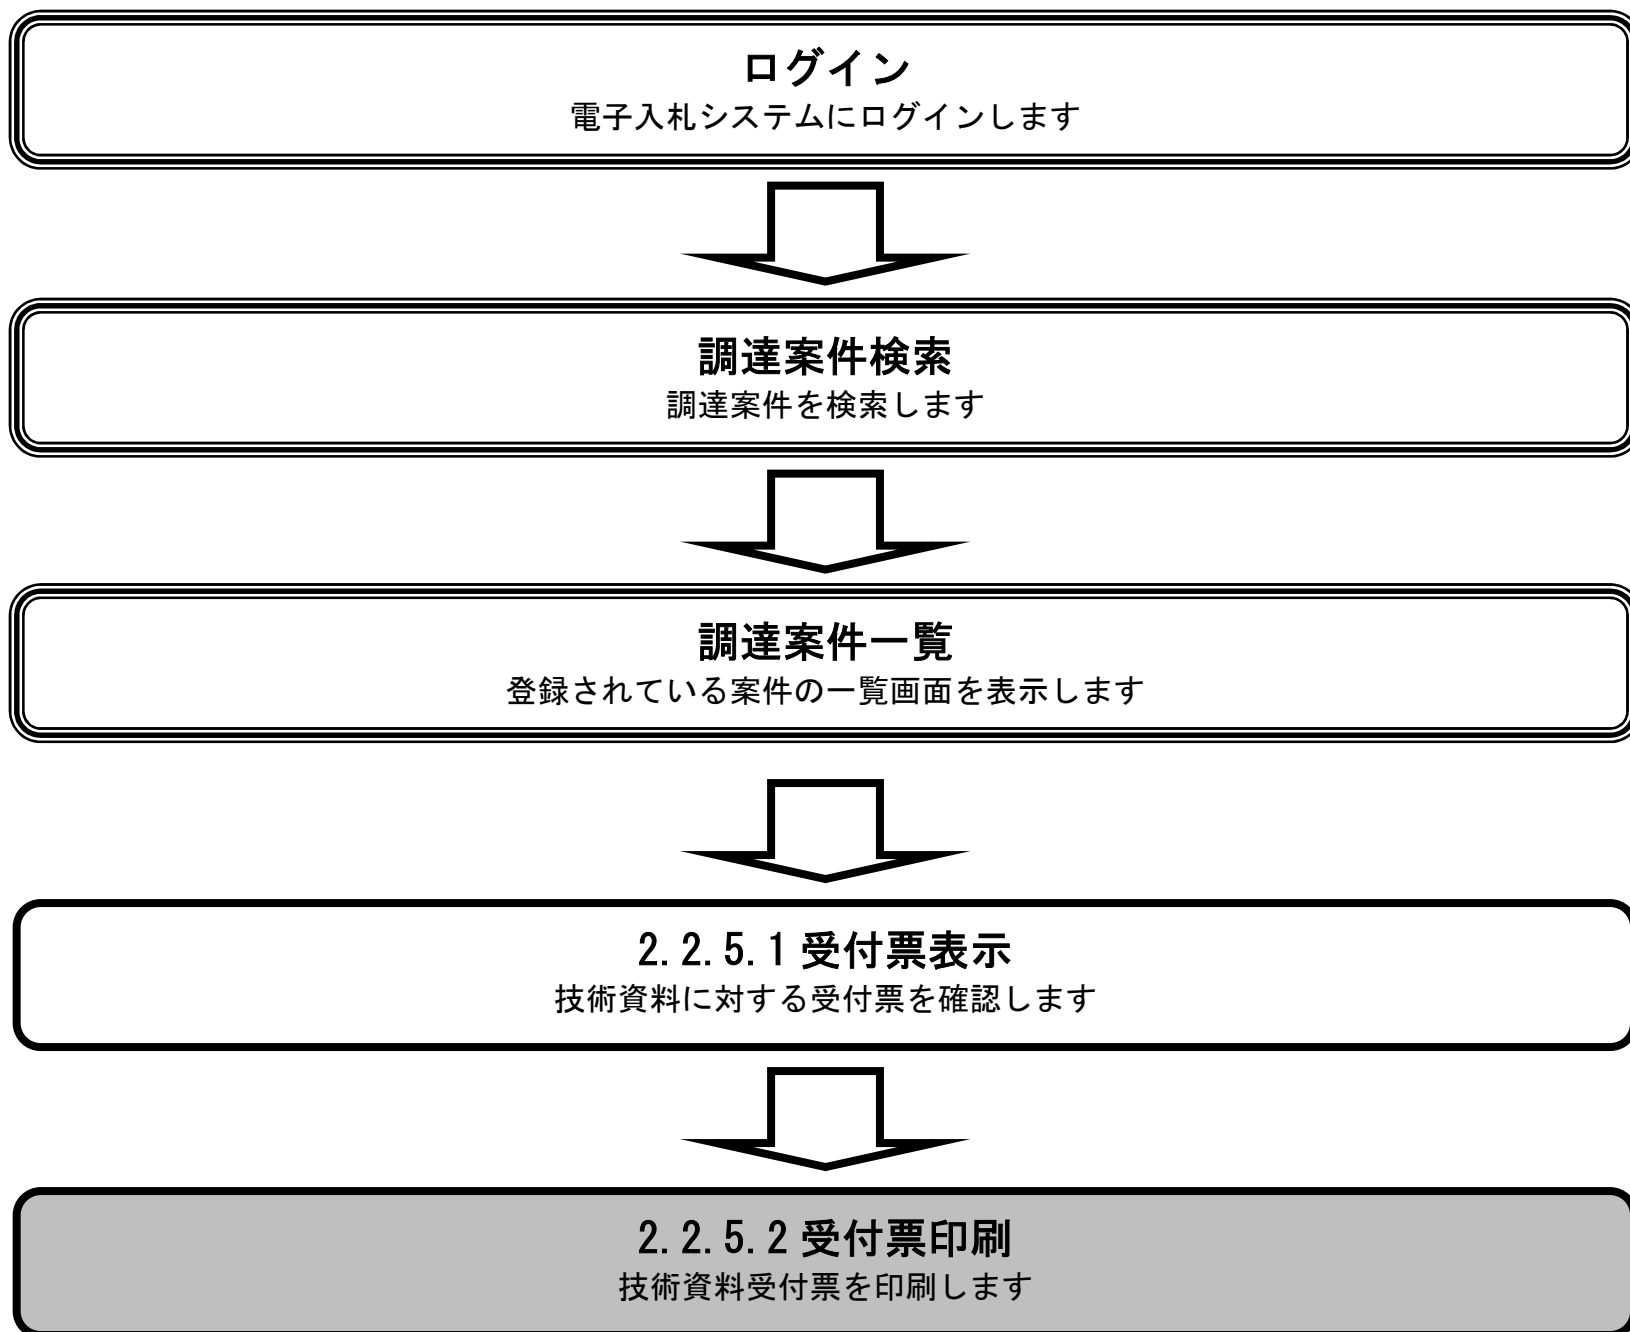 ログイン
電子入札システムにログインします
調達案件検索
調達案件を検索します
調達案件一覧
登録されている案件の一覧画面を表示します
2.2.5.1 受付票表示
技術資料に対する受付票を確認します
2.2.5.2 受付票印刷
技術資料受付票を印刷します